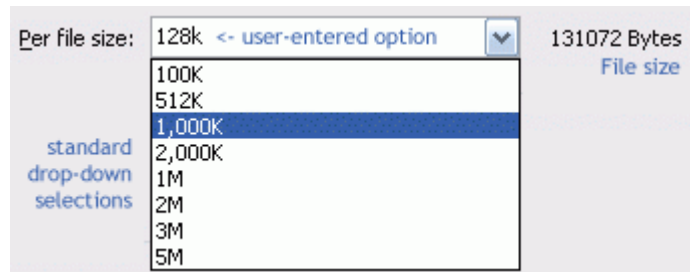 Per file size: 128k <- user-entered option 131072 Bytes
File size
100K
512K
1,000K
2,000K
1M
2M
3M
5M
standard
drop-down
selections